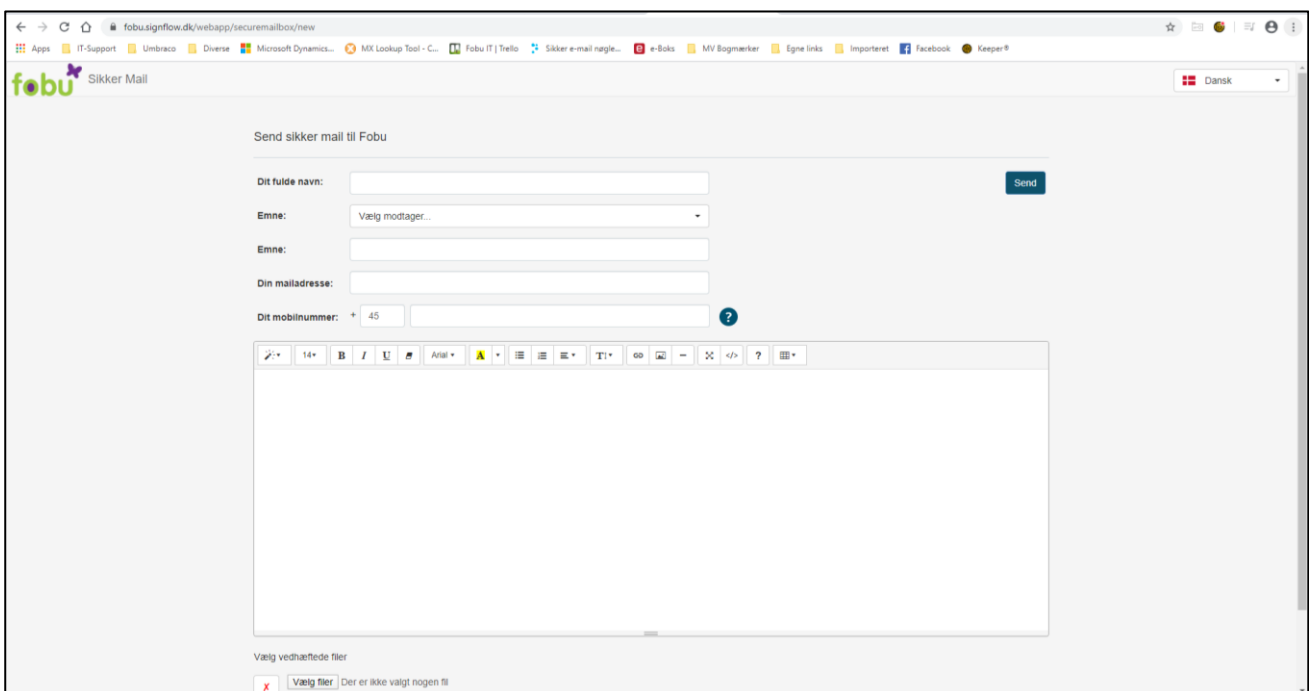 fobu.signflow.dk/webapp/securemailbox/new
Apps IT-Support Umbraco Diverse Microsoft Dynamics... MX Lookup Tool - C... Fobu IT | Trello Sikker e-mail nøgle... e-Boks MV Bogmærker Egne links Importeret Facebook Keeper®
fobu Sikker Mail Dansk
Send sikker mail til Fobu
Dit fulde navn: Send
Emne: Vælg modtager...
Emne:
Din mailadresse:
Dit mobilnummer: + 45 ?
14 B I U Arial A T I </> ?
Vælg vedhæftede filer
X Vælg filer Der er ikke valgt nogen fil